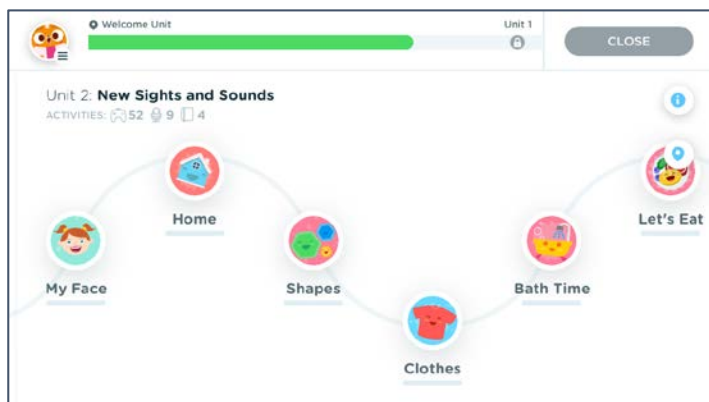 Welcome Unit
Unit 1
CLOSE
Unit 2: New Sights and Sounds
ACTIVITIES: 52 9 4
Home
Let's Eat
My Face
Shapes
Bath Time
Clothes